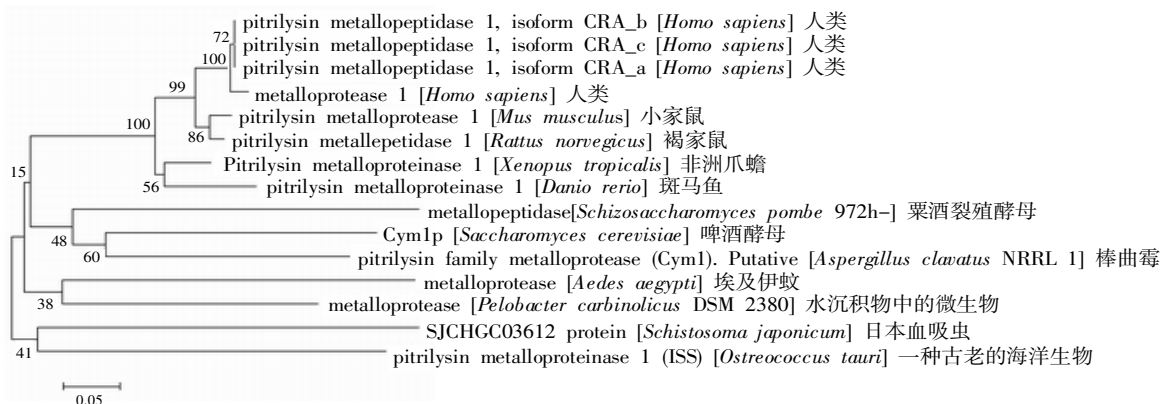 pitrilysin metallopeptidase 1, isoform CRA_b [Homo sapiens] 人类
72
pitrilysin metallopeptidase 1, isoform CRA_c [Homo sapiens] 人类
100
pitrilysin metallopeptidase 1, isoform CRA_a [Homo sapiens] 人类
99
metalloprotease 1 [Homo sapiens] 人类
pitrilysin metalloprotease 1 [Mus musculus] 小家鼠
100
86
pitrilysin metallepetidase 1 [Rattus norvegicus] 褐家鼠
Pitrilysin metalloproteinase 1 [Xenopus tropicalis] 非洲爪蟾
15
56
pitrilysin metalloproteinase 1 [Danio rerio] 斑马鱼
metallopeptidase[Schizosaccharomyces pombe 972h-] 粟酒裂殖酵母
48
Cym1p [Saccharomyces cerevisiae] 啤酒酵母
60
pitrilysin family metalloprotease (Cym1). Putative [Aspergillus clavatus NRRL 1] 棒曲霉
metalloprotease [Aedes aegypti] 埃及伊蚊
38
metalloprotease [Pelobacter carbinolicus DSM 2380] 水沉积物中的微生物
SJCHGC03612 protein [Schistosoma japonicum] 日本血吸虫
41
pitrilysin metalloproteinase 1 (ISS) [Ostreococcus tauri] 一种古老的海洋生物
0.05